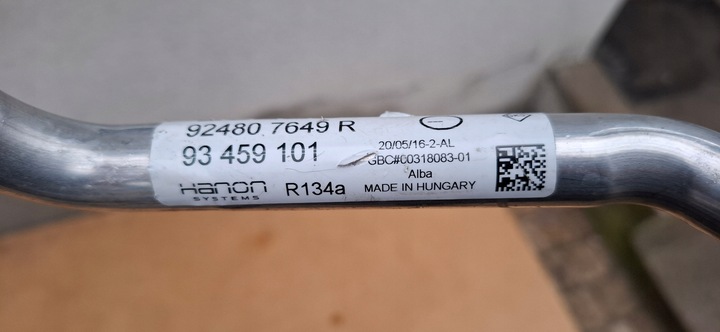 92480 7649 R
93 459 101
Hanon
SYSTEMS
R134a
20/05/16-2-AL
GBC#00318083-01
Alba
MADE IN HUNGARY